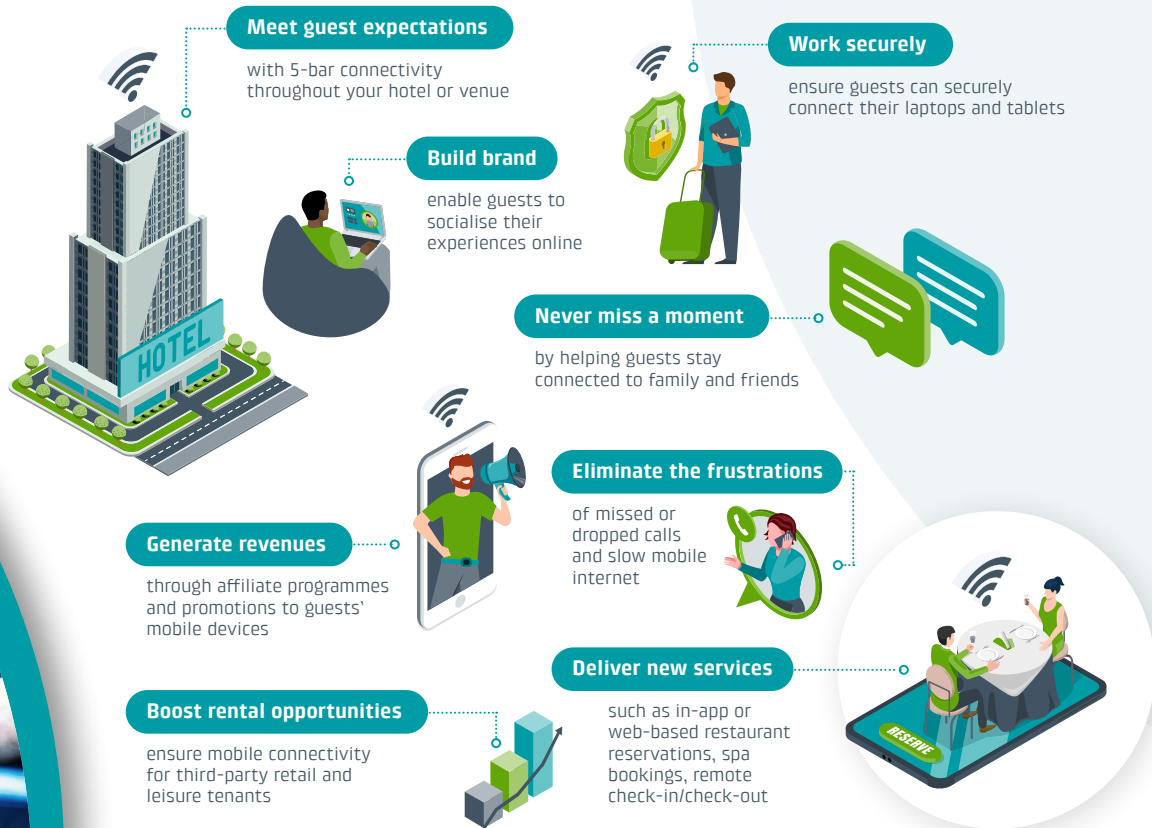 Meet guest expectations
with 5-bar connectivity
throughout your hotel or venue
Work securely
ensure guests can securely
connect their laptops and tablets
Build brand
enable guests to
socialise their
experiences online
HOTEL
Never miss a moment
by helping guests stay
connected to family and friends
Eliminate the frustrations
of missed or
dropped calls
and slow mobile
internet
Generate revenues
through affiliate programmes
and promotions to guests’
mobile devices
Deliver new services
such as in-app or
web-based restaurant
reservations, spa
bookings, remote
check-in/check-out
RESERVE
Boost rental opportunities
ensure mobile connectivity
for third-party retail and
leisure tenants